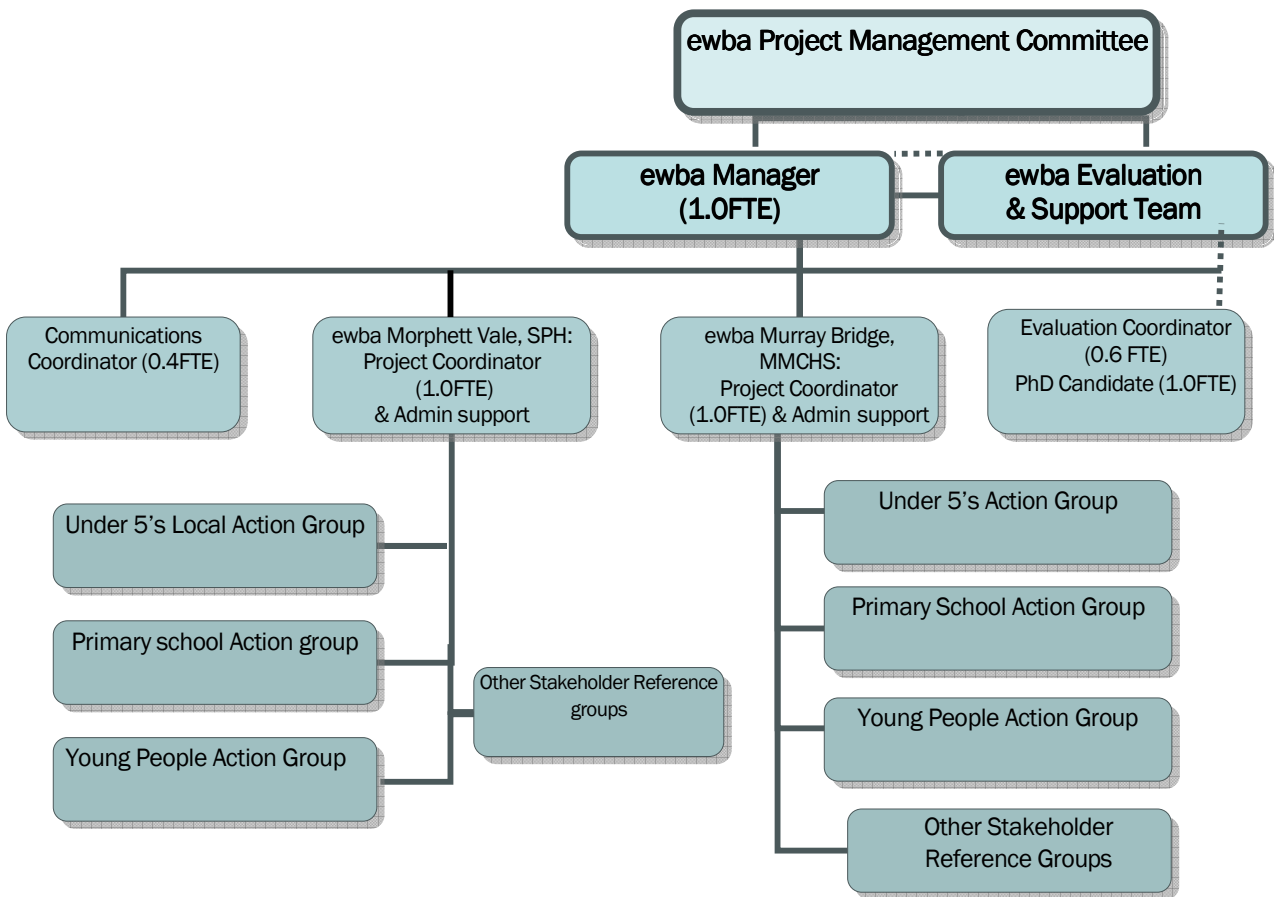 ewba Project Management Committee
ewba Manager
(1.0FTE)
ewba Evaluation
& Support Team
Communications
Coordinator (0.4FTE)
ewba Morphett Vale, SPH:
Project Coordinator
(1.0FTE)
& Admin support
ewba Murray Bridge,
MMCHS:
Project Coordinator
(1.0FTE) & Admin support
Evaluation Coordinator
(0.6 FTE)
PhD Candidate (1.0FTE)
Under 5’s Local Action Group
Primary school Action group
Young People Action Group
Other Stakeholder Reference
groups
Under 5’s Action Group
Primary School Action Group
Young People Action Group
Other Stakeholder
Reference Groups